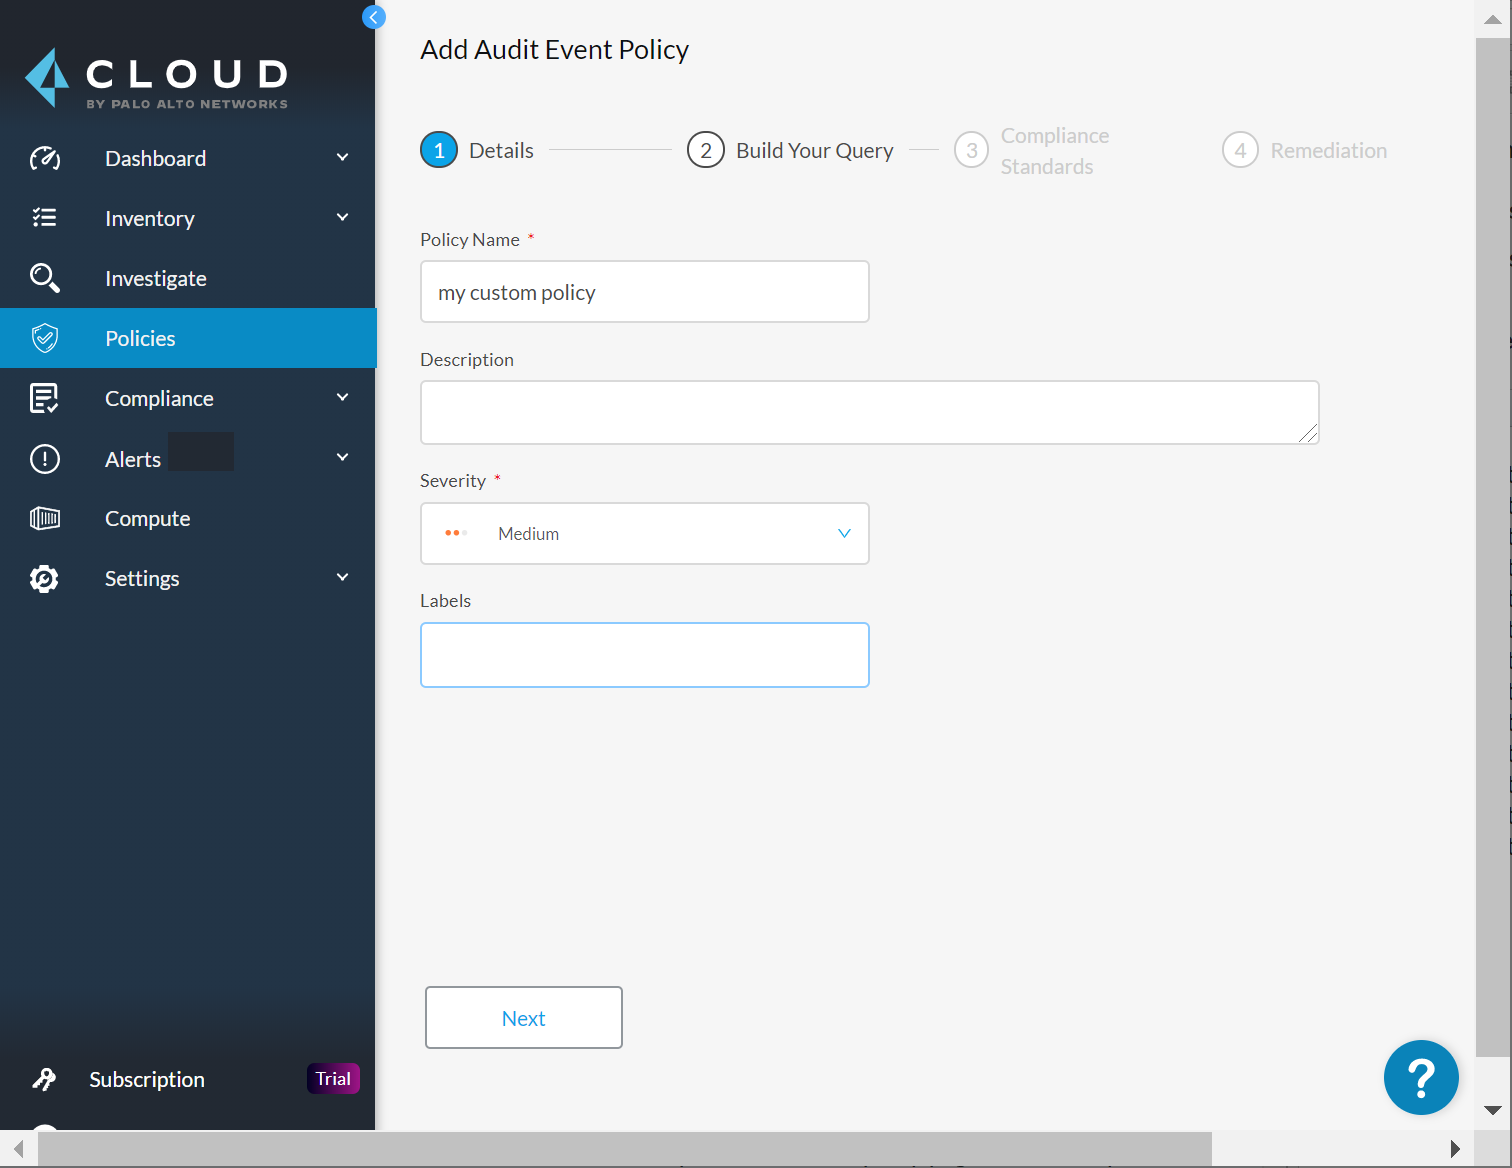 CLOUD
BY PALO ALTO NETWORKS
Dashboard
Inventory
Investigate
Policies
Compliance
Alerts
Compute
Settings
Subscription
Trial
Add Audit Event Policy
1 Details
2 Build Your Query
3 Compliance
Standards
4 Remediation
Policy Name *
my custom policy
Description
Severity *
Medium
Labels
Next
?